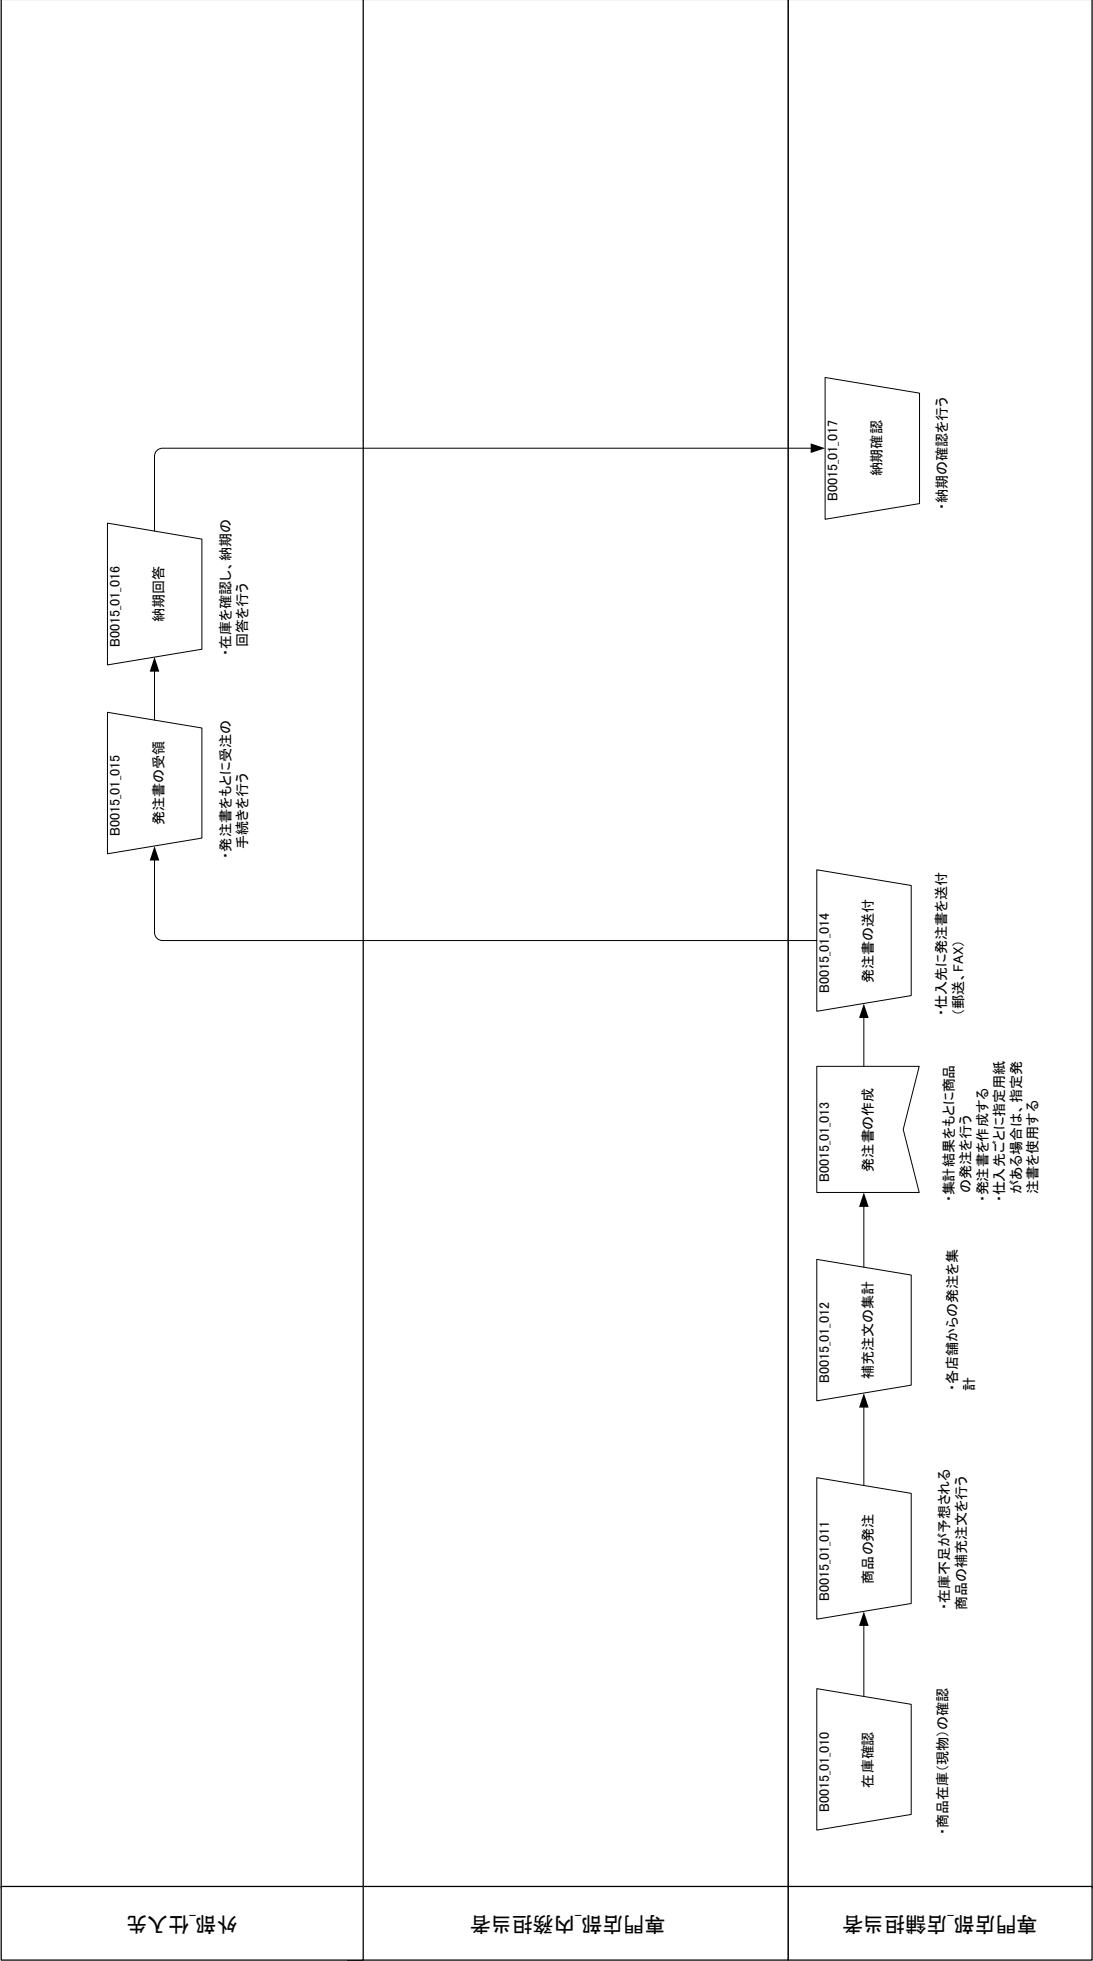 外部_仕入先
B0015_01_015
発注書の受領
・発注書をもとに受注の
手続きを行う
B0015_01_016
納期回答
・在庫を確認し、納期の
回答を行う
専門店部_内務担当者
専門店部_店舗担当者
B0015_01_010
在庫確認
・商品在庫（現物）の確認
B0015_01_011
商品の発注
・在庫不足が予想される
商品の補充注文を行う
B0015_01_012
補充注文の集計
・各店舗からの発注を集
計
B0015_01_013
発注書の作成
・集計結果をもとに商品
の発注を行う
・発注書を作成する
・仕入先ごとに指定用紙
がある場合は、指定発
注書を使用する
B0015_01_014
発注書の送付
・仕入先に発注書を送付
（郵送、FAX）
B0015_01_017
納期確認
・納期の確認を行う